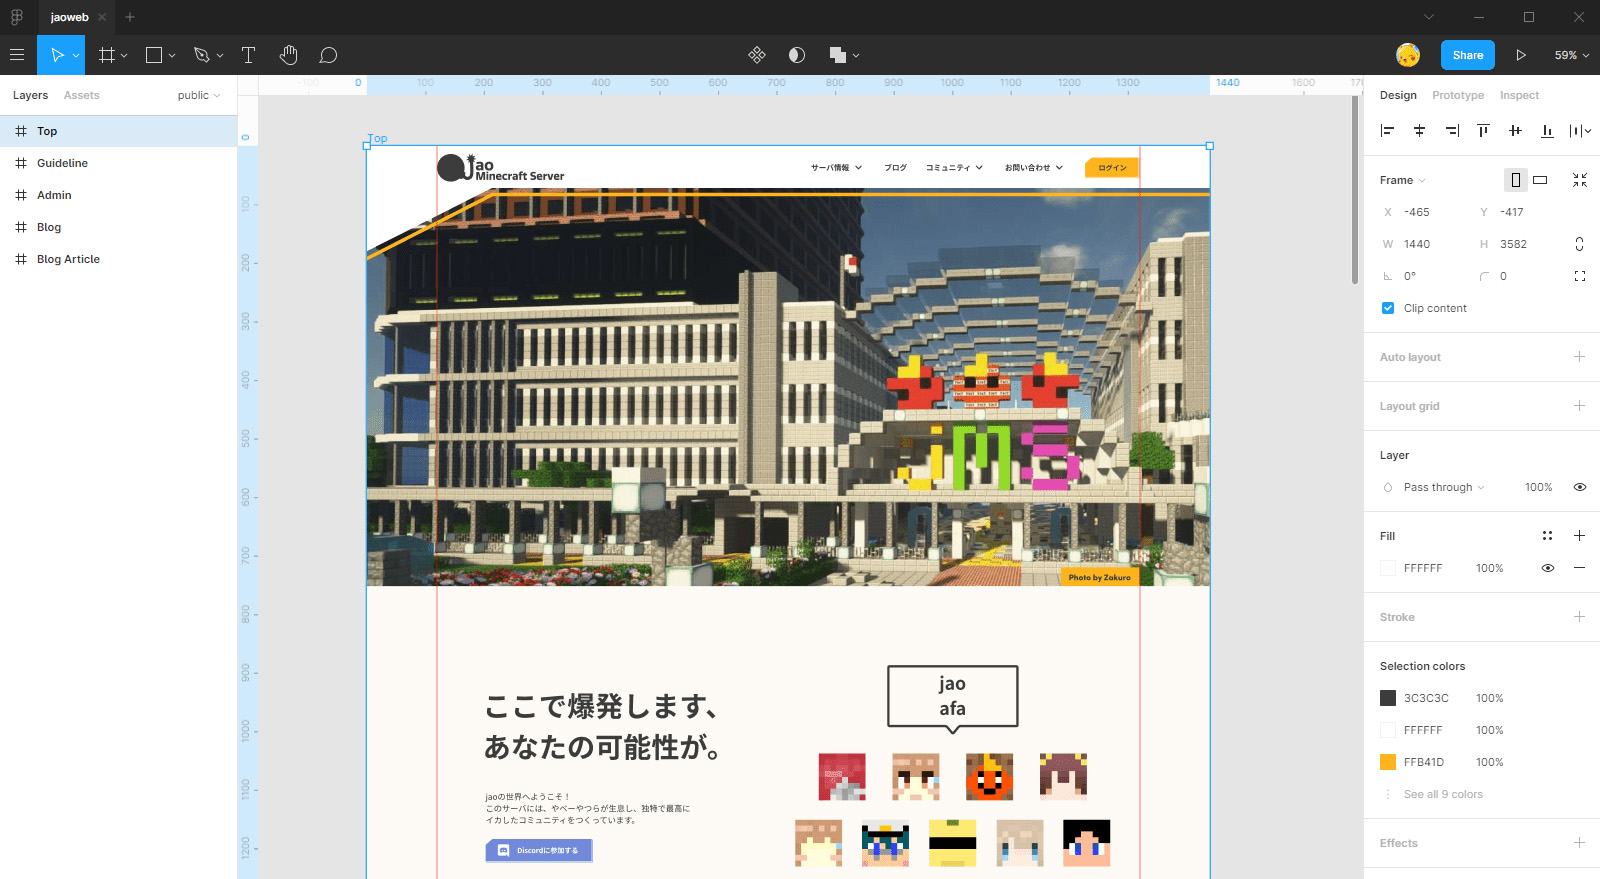 jaoweb
Share
59%
Layers
Assets
public
Top
Guideline
Admin
Blog
Blog Article
-100
0
100
200
300
400
500
600
700
800
900
1000
1100
1200
1300
1440
1600
0
100
200
300
400
500
600
700
800
900
1000
1100
1200
Top
jao
Minecraft Server
サーバ情報
ブログ
コミュニティ
お問い合わせ
ログイン
jms
Photo by Zakuro
ここで爆発します、
あなたの可能性が。
jaoの世界へようこそ！
このサーバには、やべーやつらが生息し、独特で最高に
イカしたコミュニティをつくっています。
Discordに参加する
jao
afa
Design
Prototype
Inspect
Frame
X -465
Y -417
W 1440
H 3582
0°
0
Clip content
Auto layout
Layout grid
Layer
Pass through
100%
Fill
FFFFFF
100%
Stroke
Selection colors
3C3C3C
100%
FFFFFF
100%
FFB41D
100%
See all 9 colors
Effects